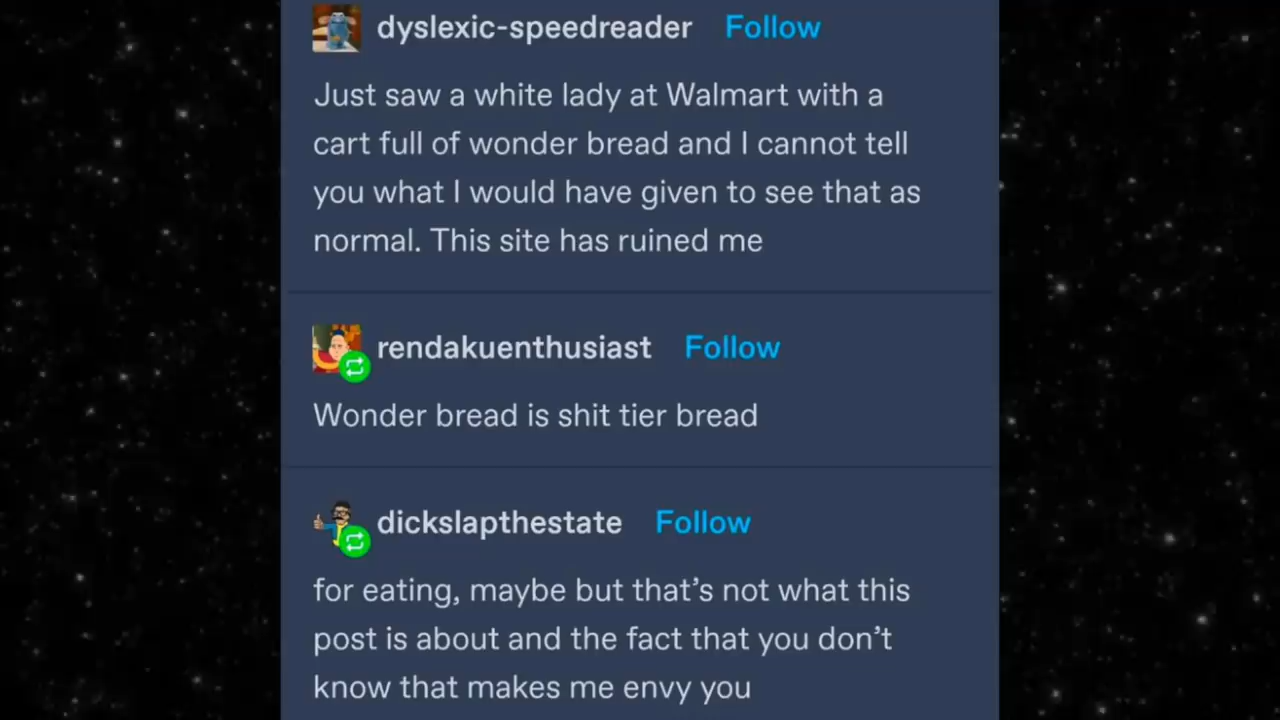 dyslexic-speedreader Follow
Just saw a white lady at Walmart with a
cart full of wonder bread and I cannot tell
you what I would have given to see that as
normal. This site has ruined me
rendakuenthusiast Follow
Wonder bread is shit tier bread
dickslapthestate Follow
for eating, maybe but that’s not what this
post is about and the fact that you don’t
know that makes me envy you